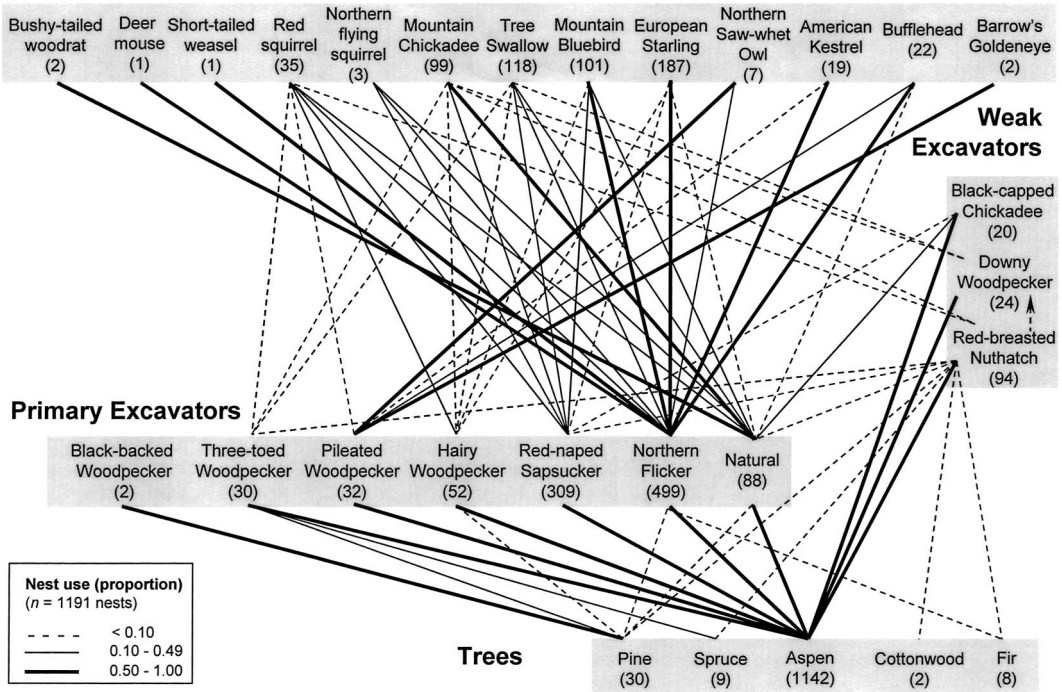 Bushy-tailed woodrat (2)
Deer mouse (1)
Short-tailed weasel (1)
Red squirrel (35)
Northern flying squirrel (3)
Mountain Chickadee (99)
Tree Swallow (118)
Mountain Bluebird (101)
European Starling (187)
Northern Saw-whet Owl (7)
American Kestrel (19)
Bufflehead (22)
Barrow's Goldeneye (2)
Weak
Excavators
Black-capped
Chickadee
(20)
Downy
Woodpecker
(24)
Red-breasted
Nuthatch
(94)
Primary Excavators
Black-backed Woodpecker (2)
Three-toed Woodpecker (30)
Pileated Woodpecker (32)
Hairy Woodpecker (52)
Red-naped Sapsucker (309)
Northern Flicker (499)
Natural (88)
Nest use (proportion)
(n = 1191 nests)
< 0.10
0.10 - 0.49
0.50 - 1.00
Trees
Pine (30)
Spruce (9)
Aspen (1142)
Cottonwood (2)
Fir (8)